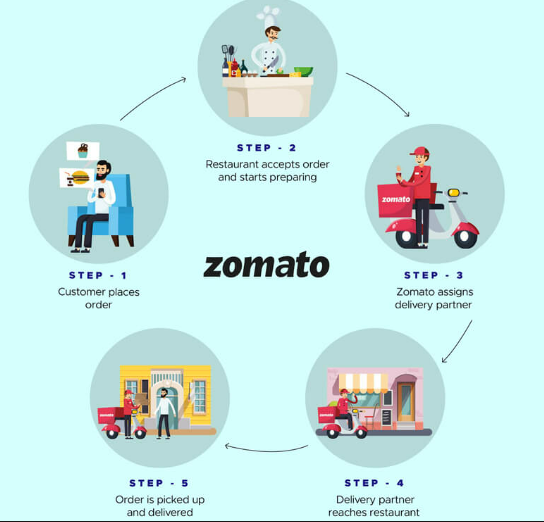 STEP - 1
Customer places
order
STEP - 2
Restaurant accepts order
and starts preparing
zomato
STEP - 3
Zomato assigns
delivery partner
zomato
STEP - 4
Delivery partner
reaches restaurant
STEP - 5
Order is picked up
and delivered